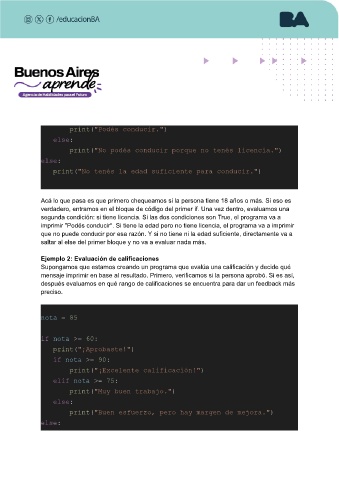 /educacionBA
BA
Buenos Aires
aprende
Agencia de Habilidades para el Futuro
print("Podés conducir.")
else:
print("No podés conducir porque no tenés licencia.")
else:
print("No tenés la edad suficiente para conducir.")
Acá lo que pasa es que primero chequeamos si la persona tiene 18 años o más. Si eso es
verdadero, entramos en el bloque de código del primer if. Una vez dentro, evaluamos una
segunda condición: si tiene licencia. Si las dos condiciones son True, el programa va a
imprimir "Podés conducir". Si tiene la edad pero no tiene licencia, el programa va a imprimir
que no puede conducir por esa razón. Y si no tiene ni la edad suficiente, directamente va a
saltar al else del primer bloque y no va a evaluar nada más.
Ejemplo 2: Evaluación de calificaciones
Supongamos que estamos creando un programa que evalúa una calificación y decide qué
mensaje imprimir en base al resultado. Primero, verificamos si la persona aprobó. Si es así,
después evaluamos en qué rango de calificaciones se encuentra para dar un feedback más
preciso.
nota = 85
if nota >= 60:
print("¡Aprobaste!")
if nota >= 90:
print("¡Excelente calificación!")
elif nota >= 75:
print("Muy buen trabajo.")
else:
print("Buen esfuerzo, pero hay margen de mejora.")
else: